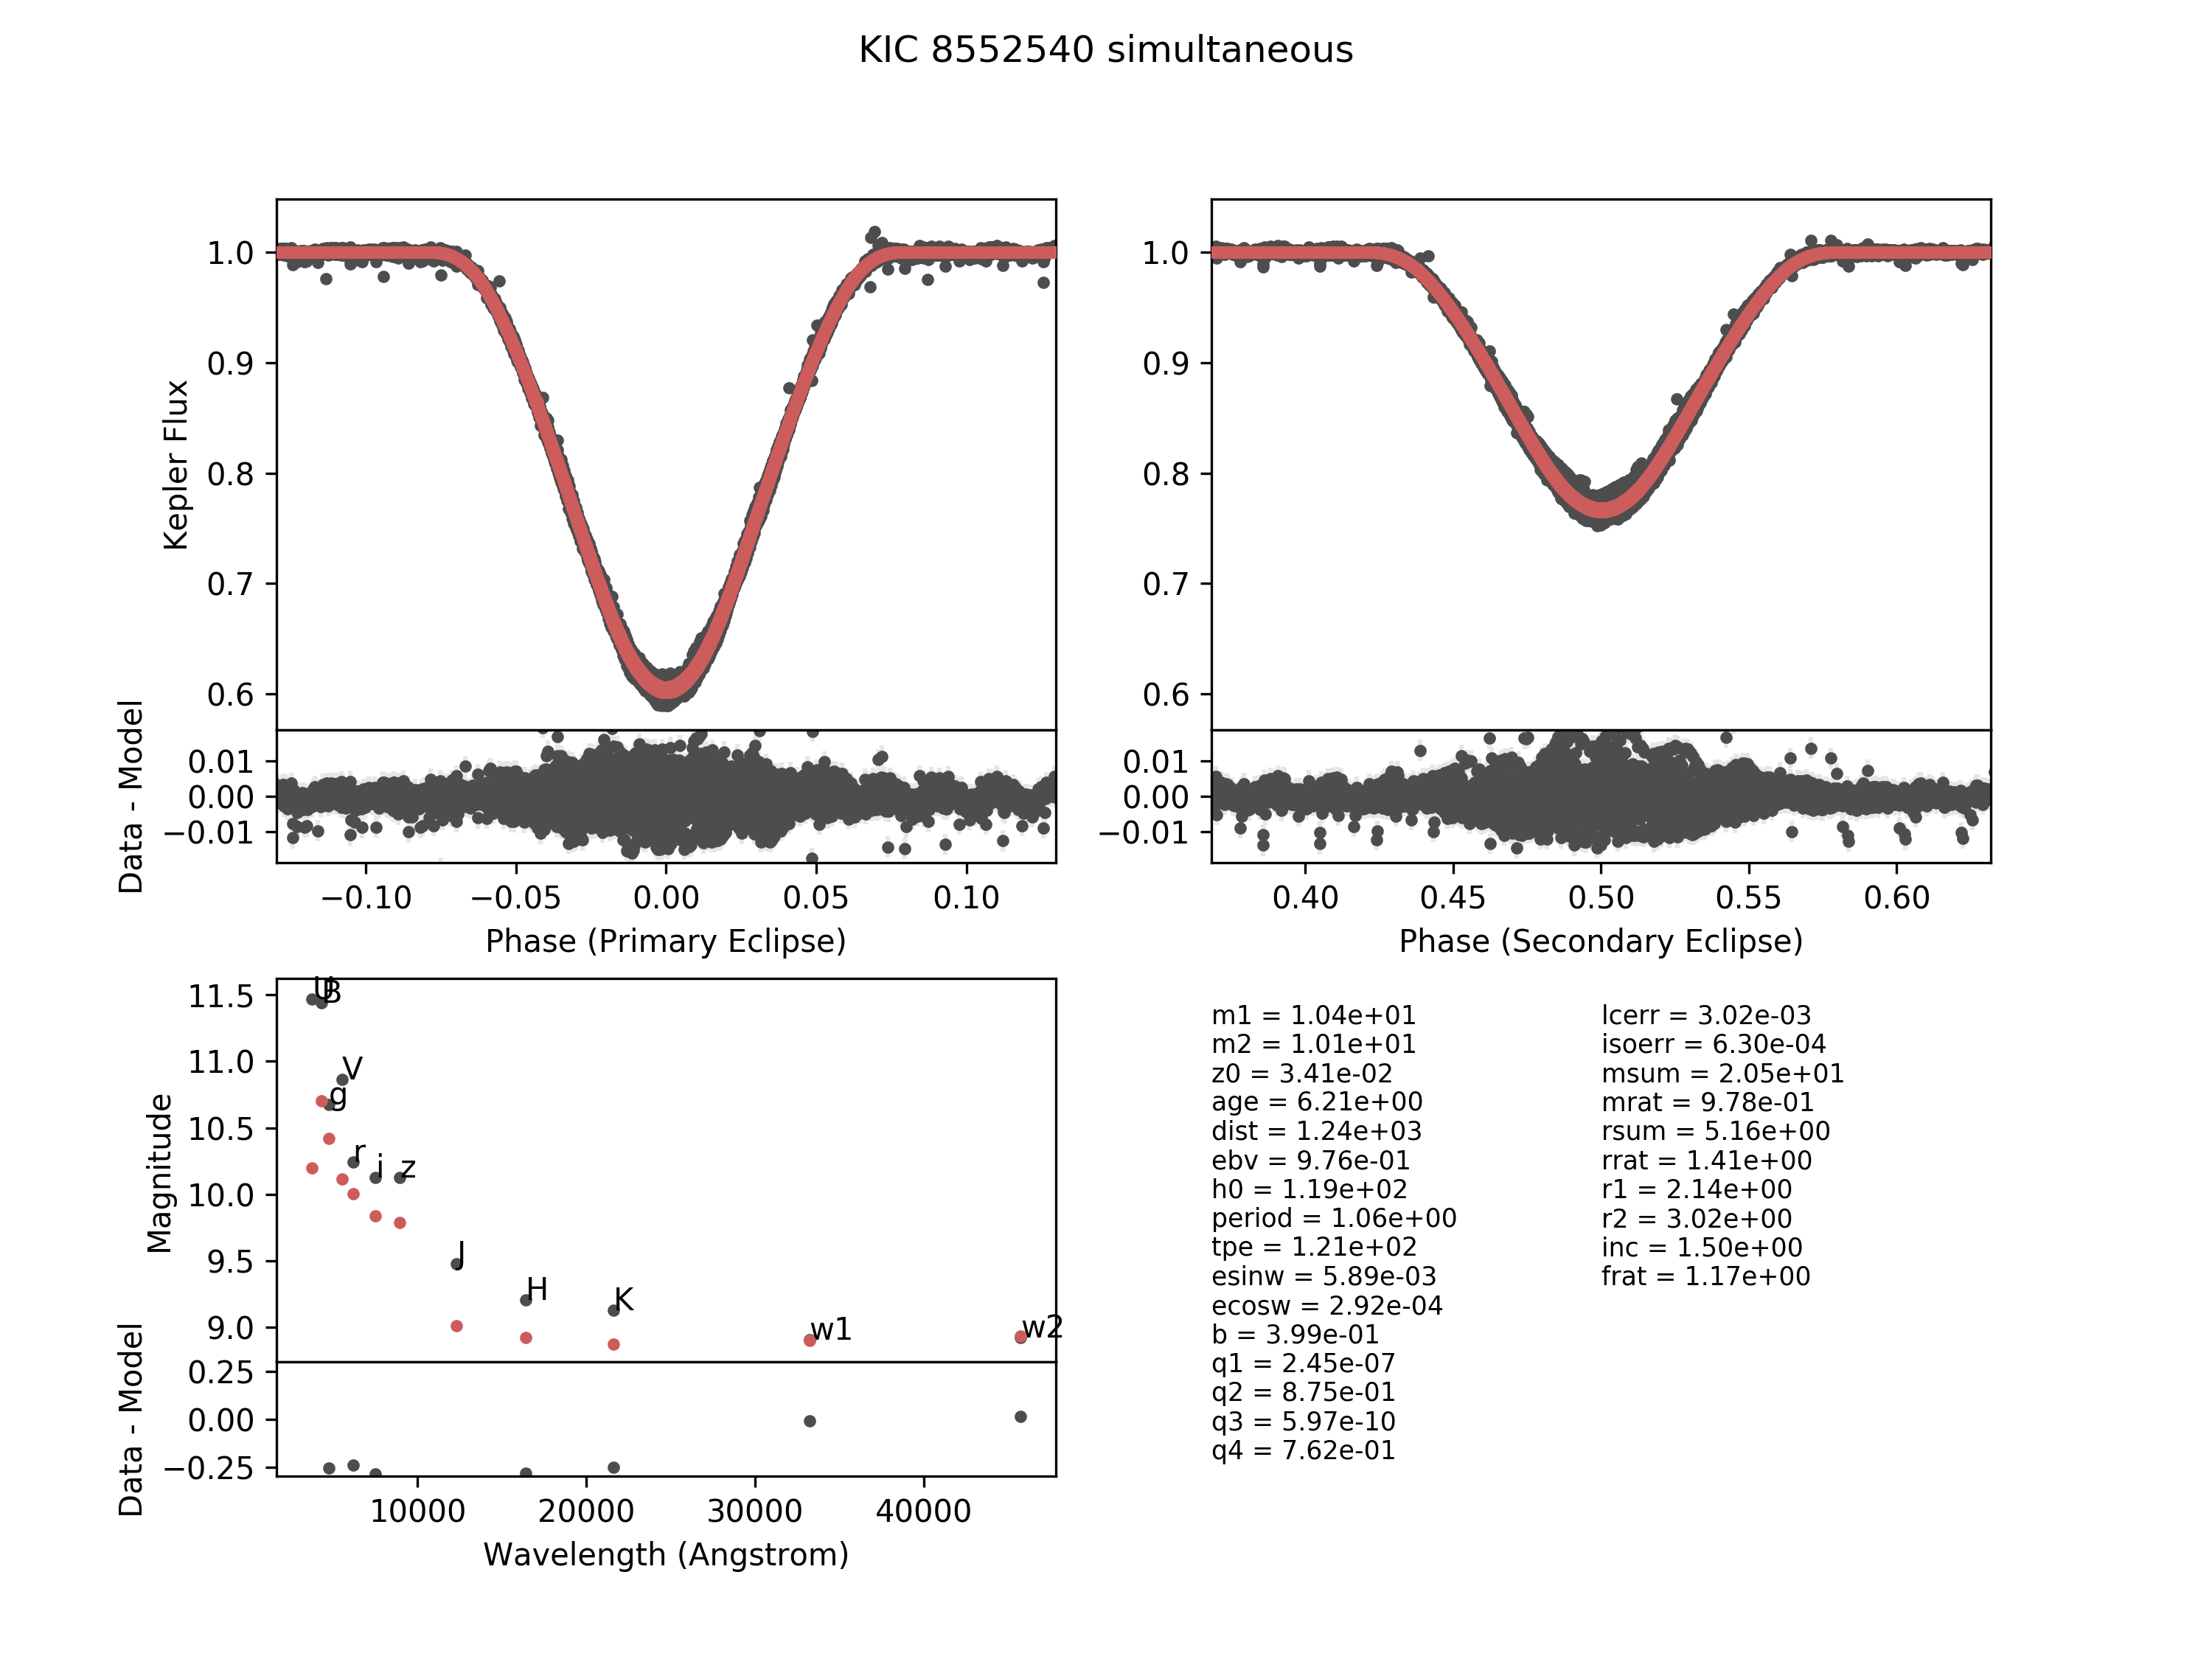 KIC 8552540 simultaneous
1.0
0.9
0.8
0.7
0.6
Kepler Flux
0.01
0.00
−0.01
Data - Model
−0.10 −0.05 0.00 0.05 0.10
Phase (Primary Eclipse)
1.0
0.9
0.8
0.7
0.6
0.01
0.00
−0.01
0.40 0.45 0.50 0.55 0.60
Phase (Secondary Eclipse)
11.5
11.0
10.5
10.0
9.5
9.0
Magnitude
U
B
V
g
r
i
z
J
H
K
w1
w2
0.25
0.00
−0.25
Data - Model
10000 20000 30000 40000
Wavelength (Angstrom)
m1 = 1.04e+01
m2 = 1.01e+01
z0 = 3.41e-02
age = 6.21e+00
dist = 1.24e+03
ebv = 9.76e-01
h0 = 1.19e+02
period = 1.06e+00
tpe = 1.21e+02
esinw = 5.89e-03
ecosw = 2.92e-04
b = 3.99e-01
q1 = 2.45e-07
q2 = 8.75e-01
q3 = 5.97e-10
q4 = 7.62e-01
lcerr = 3.02e-03
isoerr = 6.30e-04
msum = 2.05e+01
mrat = 9.78e-01
rsum = 5.16e+00
rrat = 1.41e+00
r1 = 2.14e+00
r2 = 3.02e+00
inc = 1.50e+00
frat = 1.17e+00